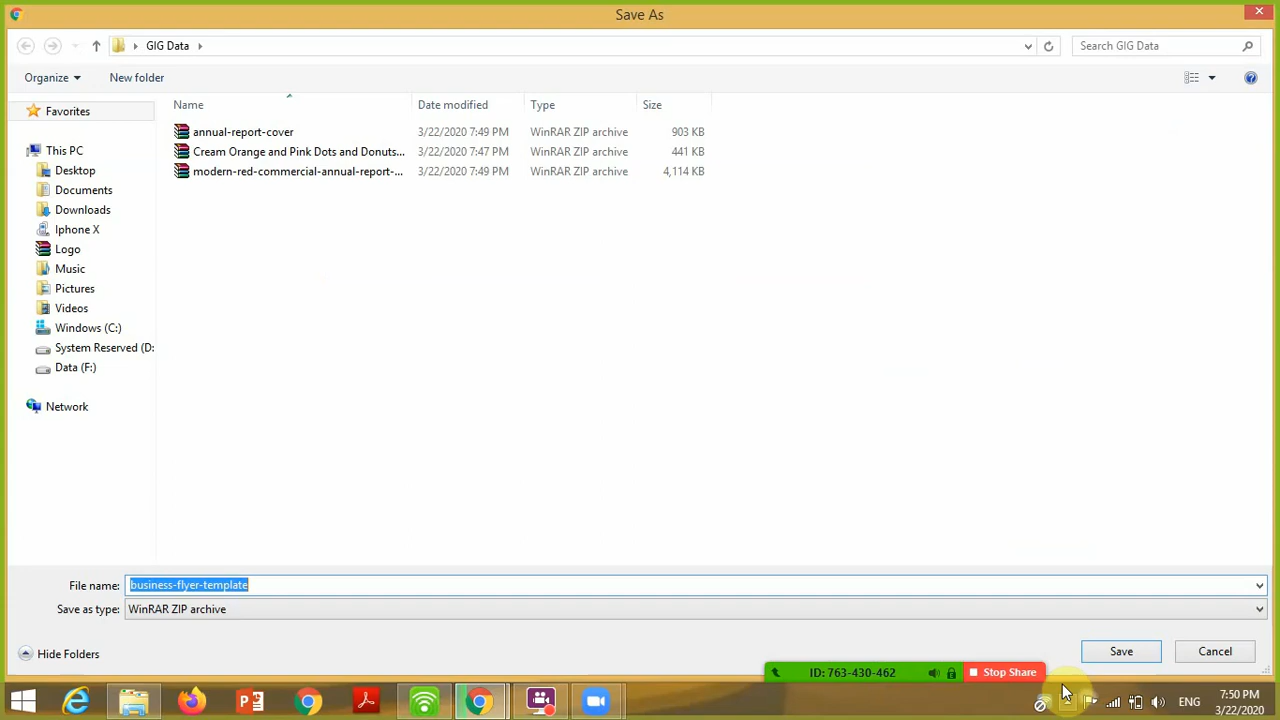 Save As
GIG Data
Search GIG Data
Organize
New folder
Name
Date modified
Type
Size
Favorites
annual-report-cover 3/22/2020 7:49 PM WinRAR ZIP archive 903 KB
Cream Orange and Pink Dots and Donuts... 3/22/2020 7:47 PM WinRAR ZIP archive 441 KB
modern-red-commercial-annual-report-... 3/22/2020 7:49 PM WinRAR ZIP archive 4,114 KB
This PC
Desktop
Documents
Downloads
Iphone X
Logo
Music
Pictures
Videos
Windows (C:)
System Reserved (D:
Data (F:)
Network
File name: business-flyer-template
Save as type: WinRAR ZIP archive
Hide Folders
Save
Cancel
ID: 763-430-462
Stop Share
ENG
7:50 PM
3/22/2020